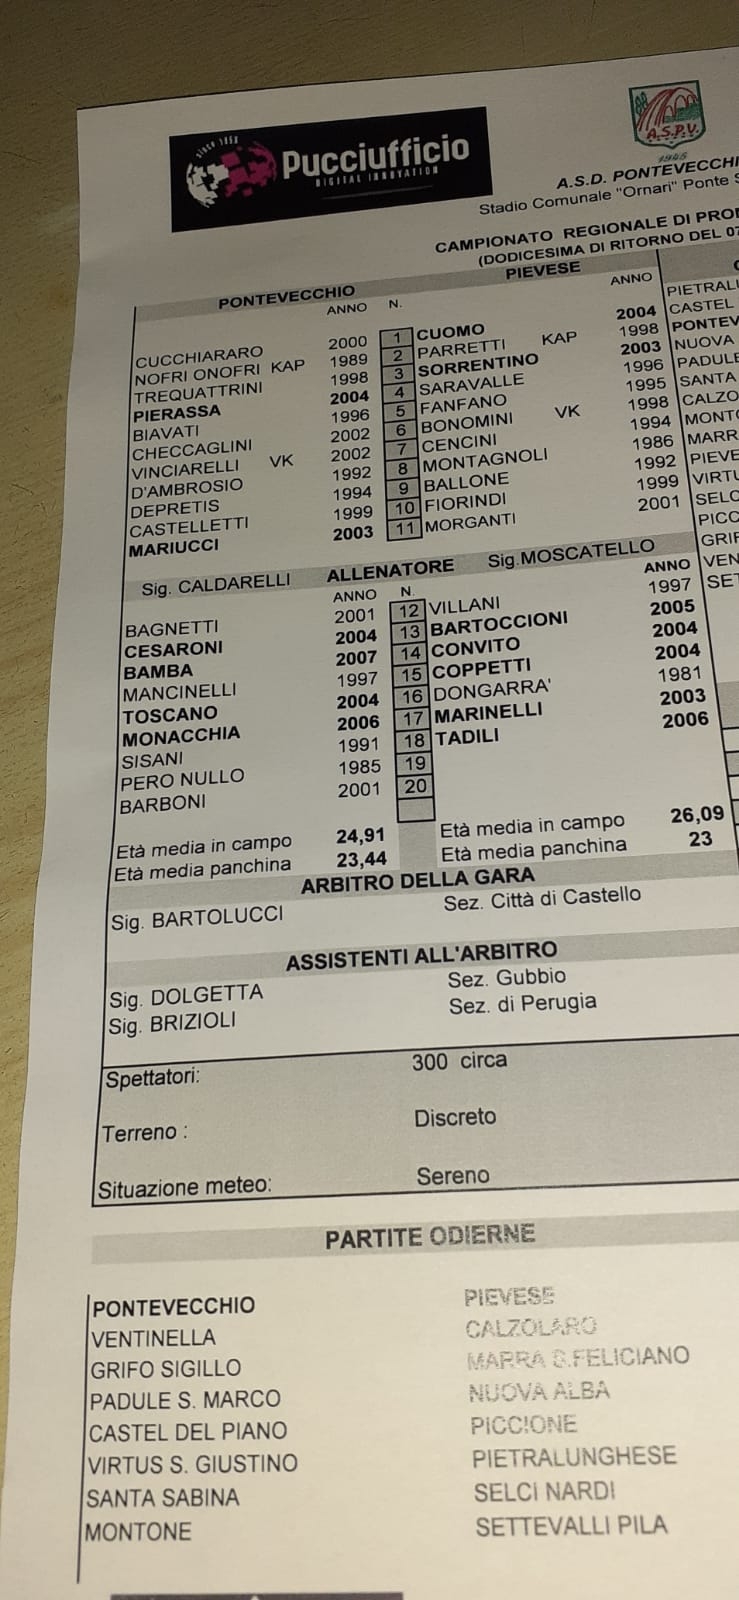 since 1958
Pucciufficio
DIGITAL INNOVATION
A.S.P.V.
1945
A.S.D. PONTEVECCHI
Stadio Comunale "Ornari" Ponte S
CAMPIONATO REGIONALE DI PRO
(DODICESIMA DI RITORNO DEL 07
PONTEVECCHIO PIEVESE
ANNO N. ANNO
CUCCHIARARO 2000 1 CUOMO 2004
NOFRI ONOFRI KAP 1989 2 PARRETTI KAP 1998
TREQUATTRINI 1998 3 SORRENTINO 2003
PIERASSA 2004 4 SARAVALLE 1996
BIAVATI 1996 5 FANFANO 1995
CHECCAGLINI 2002 6 BONOMINI VK 1998
VINCIARELLI VK 2002 7 CENCINI 1994
D'AMBROSIO 1992 8 MONTAGNOLI 1986
DEPRETIS 1994 9 BALLONE 1992
CASTELLETTI 1999 10 FIORINDI 1999
MARIUCCI 2003 11 MORGANTI 2001
PIETRALI
CASTEL
PONTEV
NUOVA
PADULE
SANTA
CALZO
MONT
MARR
PIEVE
VIRTU
SELC
PICC
GRIF
VEN
SET
Sig. CALDARELLI ALLENATORE Sig.MOSCATELLO
ANNO N. ANNO
BAGNETTI 2001 12 VILLANI 1997
CESARONI 2004 13 BARTOCCIONI 2005
BAMBA 2007 14 CONVITO 2004
MANCINELLI 1997 15 COPPETTI 2004
TOSCANO 2004 16 DONGARRA' 1981
MONACCHIA 2006 17 MARINELLI 2003
SISANI 1991 18 TADILI 2006
PERO NULLO 1985 19
BARBONI 2001 20
Età media in campo 24,91 Età media in campo 26,09
Età media panchina 23,44 Età media panchina 23
ARBITRO DELLA GARA
Sig. BARTOLUCCI Sez. Città di Castello
ASSISTENTI ALL'ARBITRO
Sig. DOLGETTA Sez. Gubbio
Sig. BRIZIOLI Sez. di Perugia
Spettatori: 300 circa
Terreno : Discreto
Situazione meteo: Sereno
PARTITE ODIERNE
PONTEVECCHIO PIEVESE
VENTINELLA CALZOLARO
GRIFO SIGILLO MARRA S.FELICIANO
PADULE S. MARCO NUOVA ALBA
CASTEL DEL PIANO PICCIONE
VIRTUS S. GIUSTINO PIETRALUNGHESE
SANTA SABINA SELCI NARDI
MONTONE SETTEVALLI PILA